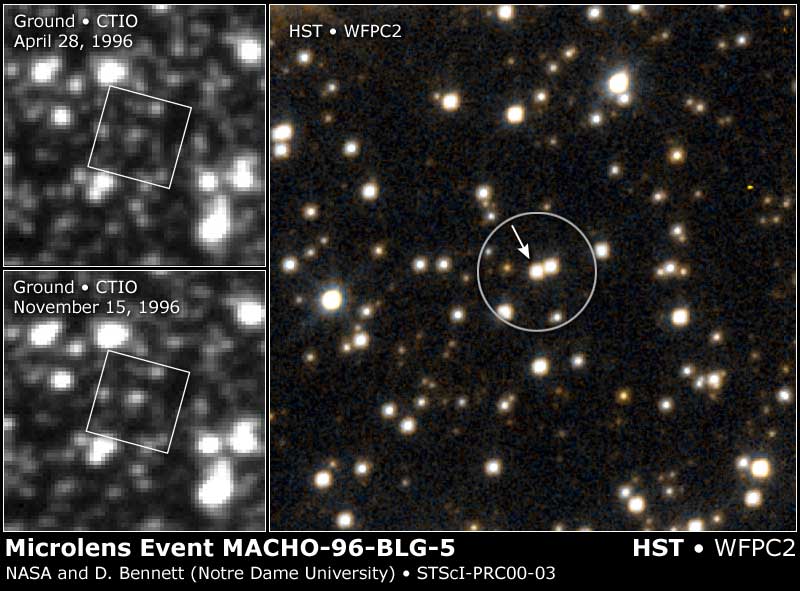 Ground • CTIO
April 28, 1996
HST • WFPC2
Ground • CTIO
November 15, 1996
Microlens Event MACHO-96-BLG-5
HST • WFPC2
NASA and D. Bennett (Notre Dame University) • STScI-PRC00-03